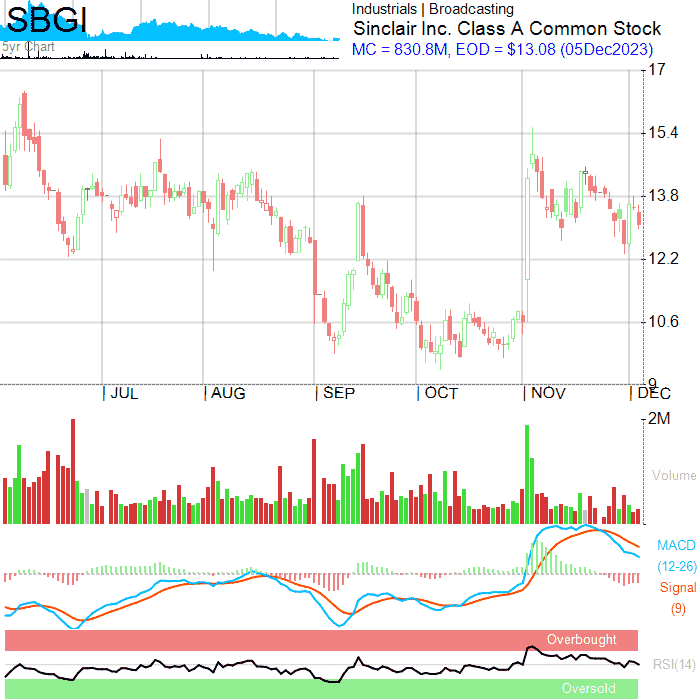 SBGI
5yr Chart
Industrials | Broadcasting
Sinclair Inc. Class A Common Stock
MC = 830.8M, EOD = $13.08 (05Dec2023)
17
15.4
13.8
12.2
10.6
9
| JUL | AUG | SEP | OCT | NOV | DEC
2M
Volume
MACD
(12-26)
Signal
(9)
Overbought
RSI(14)
Oversold